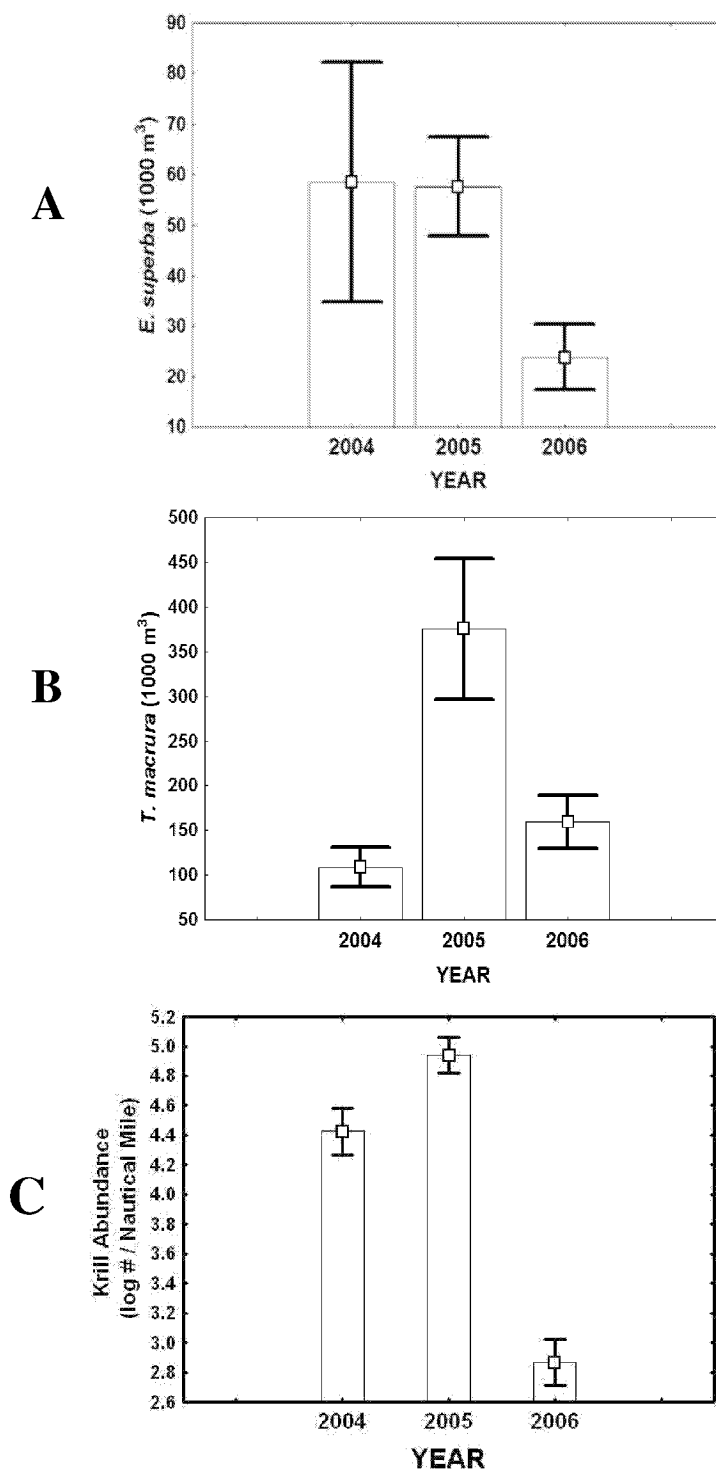 A
E. superba (1000 m³)
90
80
70
60
50
40
30
20
10
2004 2005 2006
YEAR
B
T. macrura (1000 m³)
500
450
400
350
300
250
200
150
100
50
2004 2005 2006
YEAR
C
Krill Abundance
(log # / Nautical Mile)
5.2
5.0
4.8
4.6
4.4
4.2
4.0
3.8
3.6
3.4
3.2
3.0
2.8
2.6
2004 2005 2006
YEAR